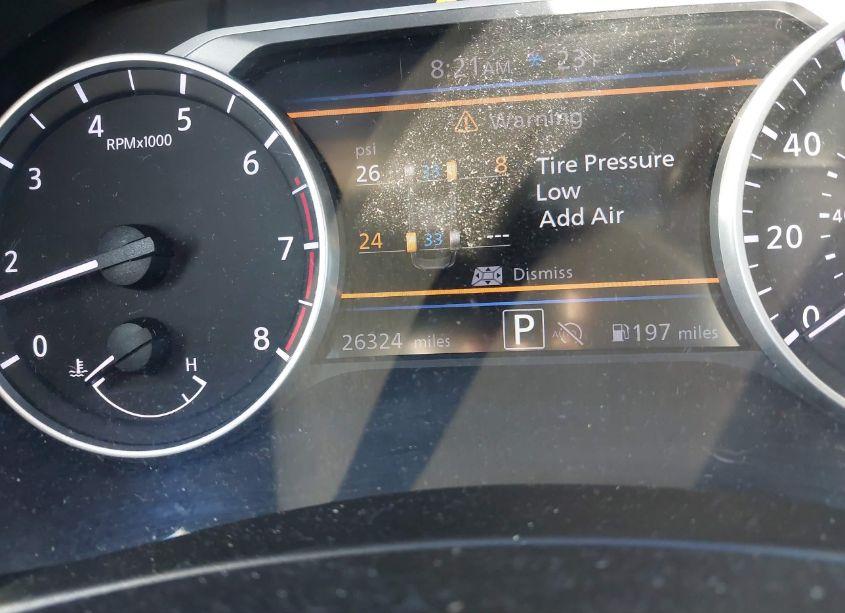 8:21AM 23°F
Warning
psi
26 33 8 Tire Pressure
Low
24 33 --- Add Air
Dismiss
26324 miles P 197 miles
RPMx1000
0
2
3
4
5
6
7
8
H
0
20
40
40